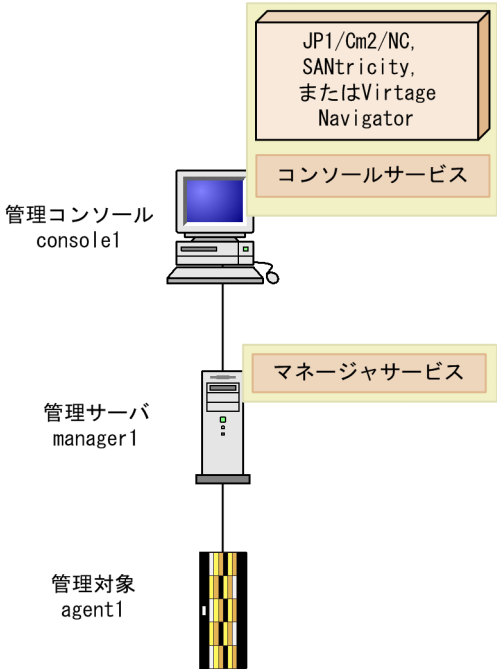 JP1/Cm2/NC,
SANtricity,
またはVirtage
Navigator
コンソールサービス
管理コンソール
console1
マネージャサービス
管理サーバ
manager1
管理対象
agent1